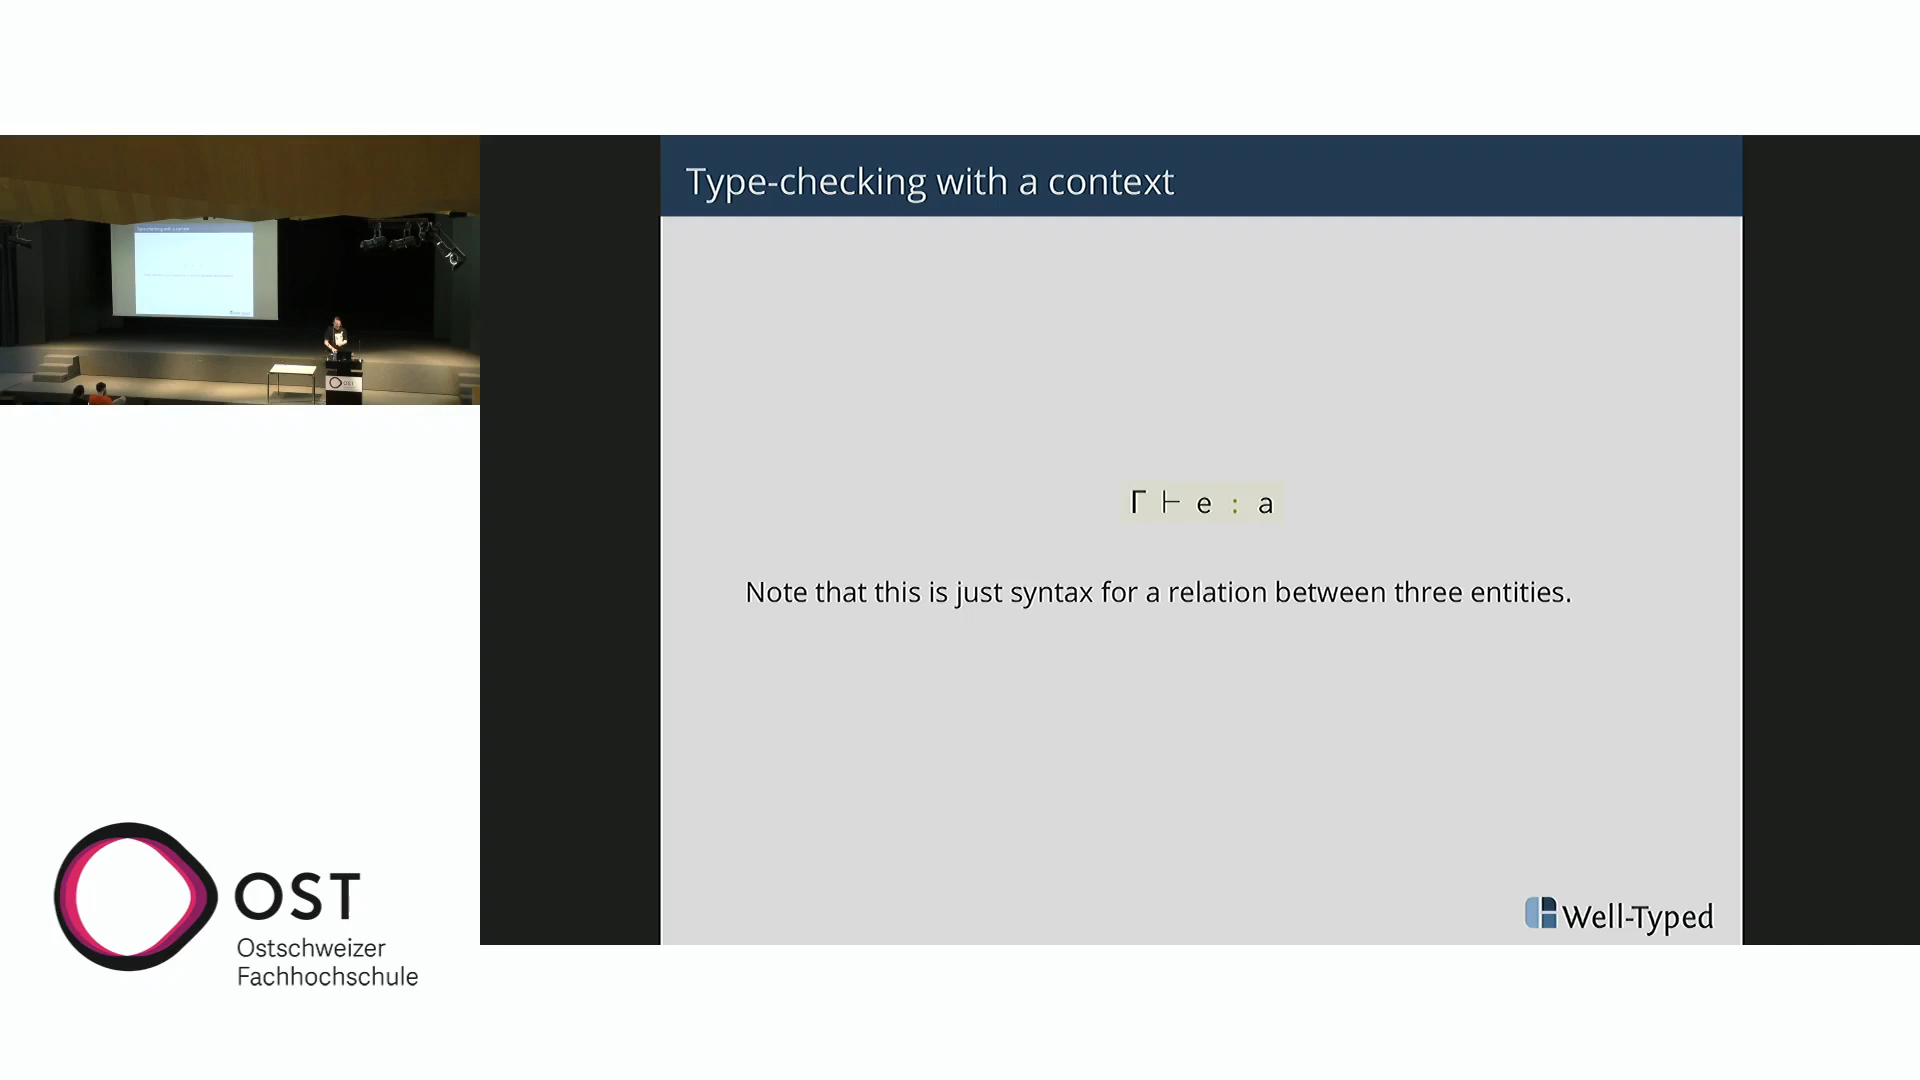 Type-checking with a context
Γ ⊢ e : a
Note that this is just syntax for a relation between three entities.
Well-Typed
OST
OST
Ostschweizer
Fachhochschule